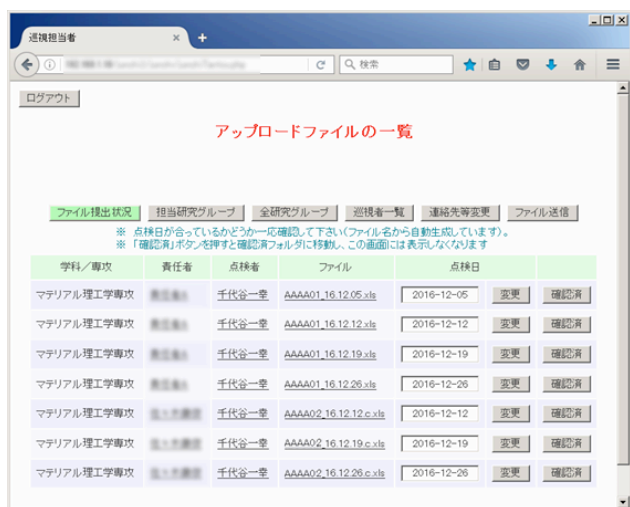 巡視担当者
検索
ログアウト
アップロードファイルの一覧
ファイル提出状況 担当研究グループ 全研究グループ 巡視者一覧 連絡先等変更 ファイル送信
※ 点検日が合っているかどうか一応確認して下さい(ファイル名から自動生成しています)。
※ 「確認済」ボタンを押すと確認済フォルダに移動し、この画面には表示しなくなります
学科/専攻 責任者 点検者 ファイル 点検日
マテリアル理工学専攻 千代谷一幸 AAAA01_16.12.05.xls 2016-12-05 変更 確認済
マテリアル理工学専攻 千代谷一幸 AAAA01_16.12.12.xls 2016-12-12 変更 確認済
マテリアル理工学専攻 千代谷一幸 AAAA01_16.12.19.xls 2016-12-19 変更 確認済
マテリアル理工学専攻 千代谷一幸 AAAA01_16.12.26.xls 2016-12-26 変更 確認済
マテリアル理工学専攻 千代谷一幸 AAAA02_16.12.12.c.xls 2016-12-12 変更 確認済
マテリアル理工学専攻 千代谷一幸 AAAA02_16.12.19.c.xls 2016-12-19 変更 確認済
マテリアル理工学専攻 千代谷一幸 AAAA02_16.12.26.c.xls 2016-12-26 変更 確認済